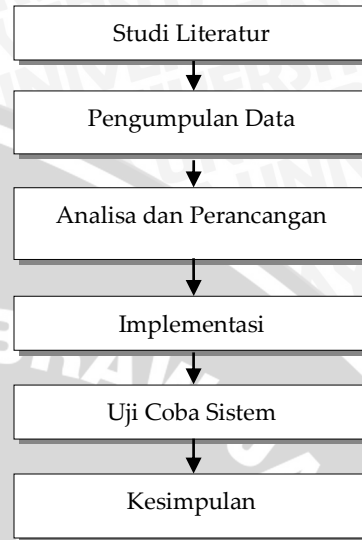 Studi Literatur
Pengumpulan Data
Analisa dan Perancangan
Implementasi
Uji Coba Sistem
Kesimpulan